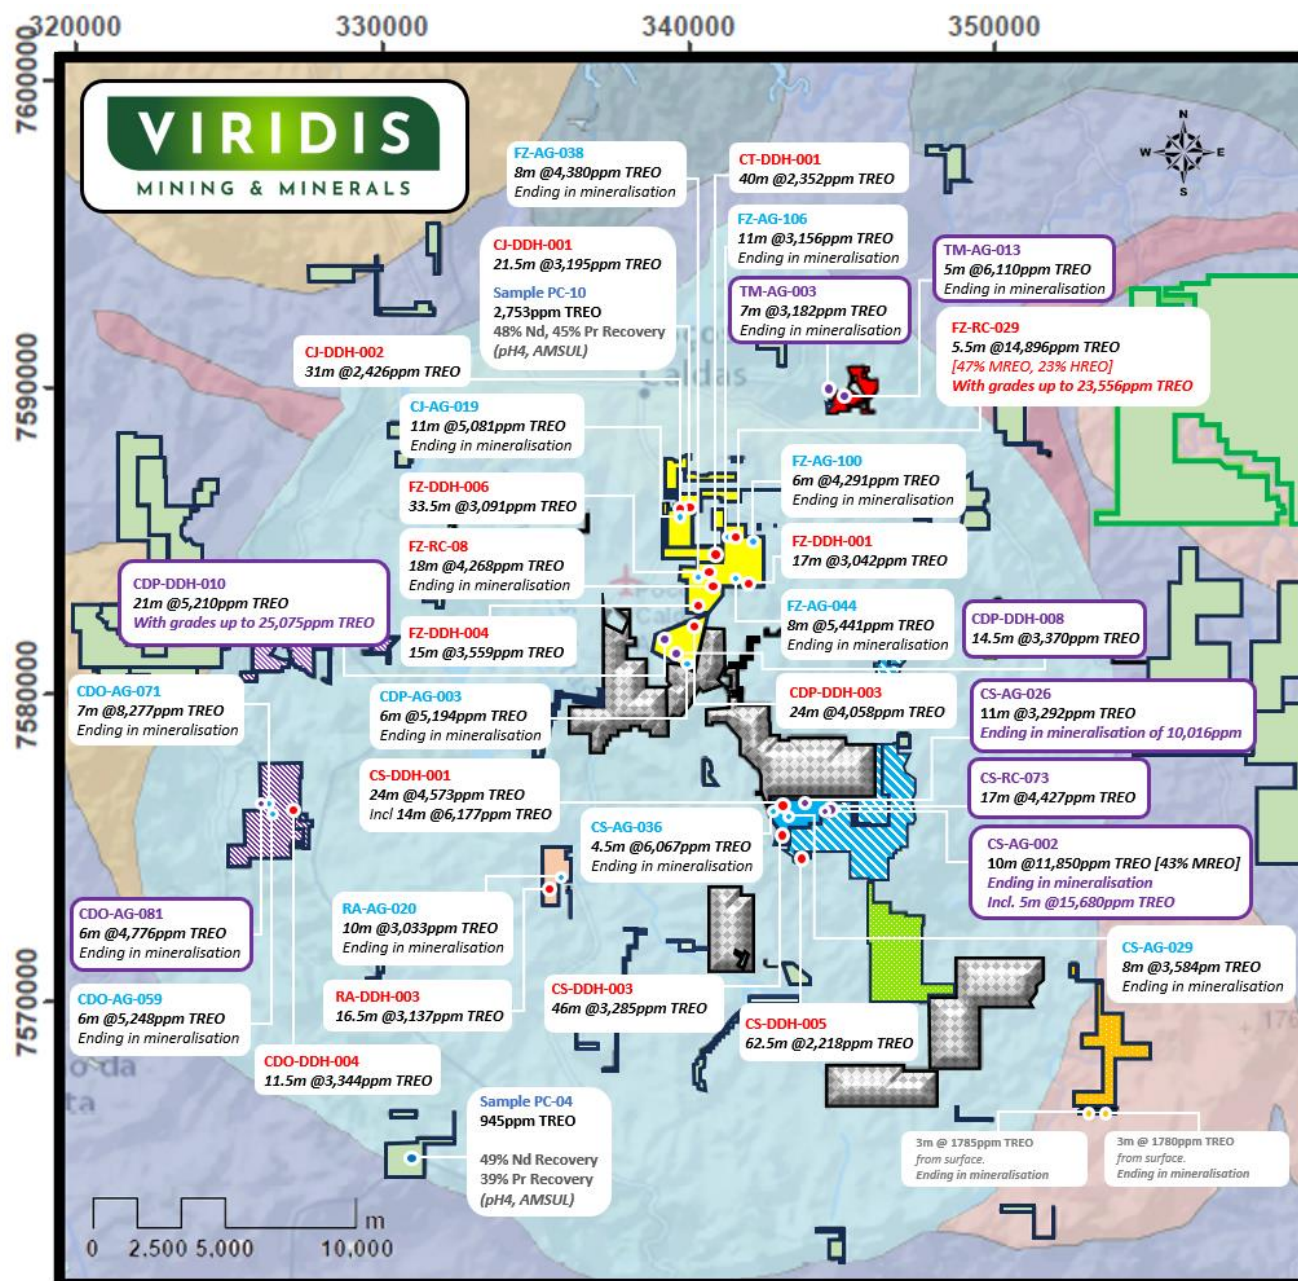 320000
330000
340000
350000
7600000
7590000
7580000
7570000
VIRIDIS
MINING & MINERALS
N
W
E
S
FZ-AG-038
8m @4,380ppm TREO
Ending in mineralisation
CT-DDH-001
40m @2,352ppm TREO
FZ-AG-106
11m @3,156ppm TREO
Ending in mineralisation
CJ-DDH-001
21.5m @3,195ppm TREO
Sample PC-10
2,753ppm TREO
48% Nd, 45% Pr Recovery
(pH4, AMSUL)
TM-AG-013
5m @6,110ppm TREO
Ending in mineralisation
TM-AG-003
7m @3,182ppm TREO
Ending in mineralisation
FZ-RC-029
5.5m @14,896ppm TREO
[47% MREO, 23% HREO]
With grades up to 23,556ppm TREO
CJ-DDH-002
31m @2,426ppm TREO
Caldas
CJ-AG-019
11m @5,081ppm TREO
Ending in mineralisation
FZ-AG-100
6m @4,291ppm TREO
Ending in mineralisation
FZ-DDH-006
33.5m @3,091ppm TREO
FZ-RC-08
18m @4,268ppm TREO
Ending in mineralisation
FZ-DDH-001
17m @3,042ppm TREO
CDP-DDH-010
21m @5,210ppm TREO
With grades up to 25,075ppm TREO
FZ-AG-044
8m @5,441ppm TREO
Ending in mineralisation
CDP-DDH-008
14.5m @3,370ppm TREO
FZ-DDH-004
15m @3,559ppm TREO
CDO-AG-071
7m @8,277ppm TREO
Ending in mineralisation
CDP-AG-003
6m @5,194ppm TREO
Ending in mineralisation
CDP-DDH-003
24m @4,058ppm TREO
CS-AG-026
11m @3,292ppm TREO
Ending in mineralisation of 10,016ppm
CS-DDH-001
24m @4,573ppm TREO
Incl 14m @6,177ppm TREO
CS-RC-073
17m @4,427ppm TREO
CS-AG-036
4.5m @6,067ppm TREO
Ending in mineralisation
CS-AG-002
10m @11,850ppm TREO [43% MREO]
Ending in mineralisation
Incl. 5m @15,680ppm TREO
CDO-AG-081
6m @4,776ppm TREO
Ending in mineralisation
RA-AG-020
10m @3,033ppm TREO
Ending in mineralisation
CS-AG-029
8m @3,584pm TREO
Ending in mineralisation
CDO-AG-059
6m @5,248ppm TREO
Ending in mineralisation
RA-DDH-003
16.5m @3,137ppm TREO
CS-DDH-003
46m @3,285ppm TREO
CS-DDH-005
62.5m @2,218ppm TREO
CDO-DDH-004
11.5m @3,344ppm TREO
o da
ta
Sample PC-04
945ppm TREO
49% Nd Recovery
39% Pr Recovery
(pH4, AMSUL)
3m @ 1785ppm TREO
from surface.
Ending in mineralisation
3m @ 1780ppm TREO
from surface.
Ending in mineralisation
m
0 2.500 5,000 10,000